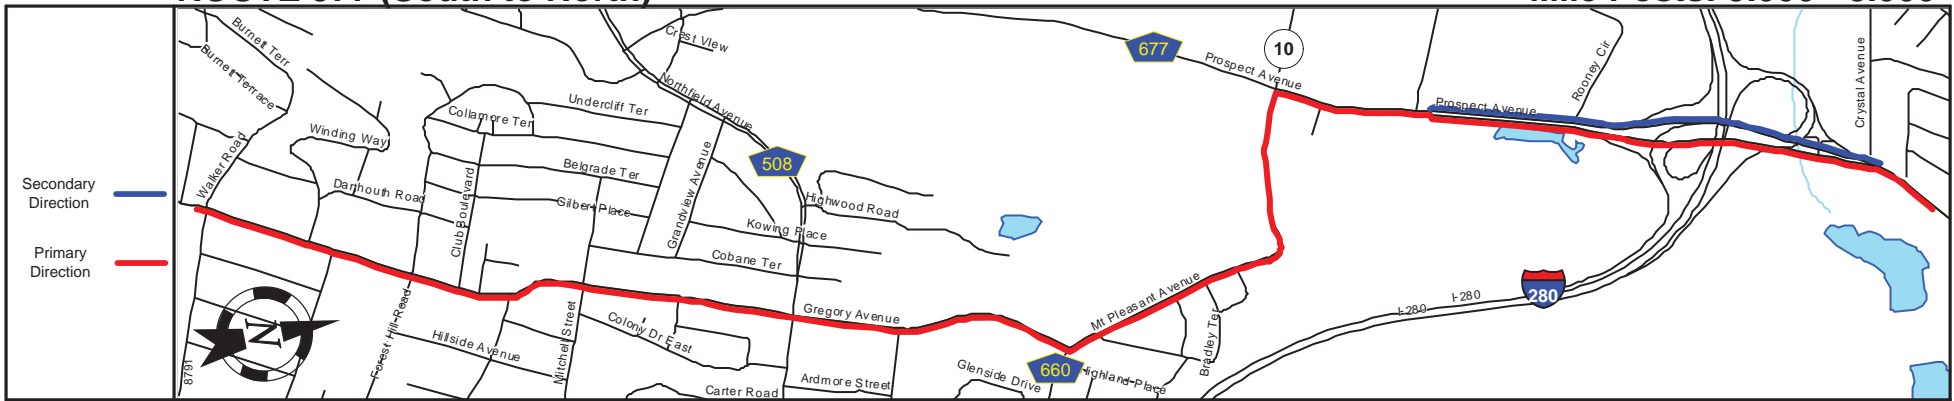 Secondary
Direction
Primary
Direction
Burnett Terr
Burnett Terrace
Walker Road
Winding Way
Darthouth Road
Collamore Ter
Undercliff Ter
Crest View
Northfield Avenue
508
Belgrade Ter
Gilbert Place
Club Boulevard
Grandview Avenue
Highwood Road
Kowing Place
Cobane Ter
Gregory Avenue
Forest Hill Road
Hillside Avenue
Mitchell Street
Colony Dr East
Carter Road
Ardmore Street
Glenside Drive
660
Highland Place
Mt Pleasant Avenue
Bradley Ter
677
Prospect Avenue
10
Prospect Avenue
Rooney Cir
Crystal Avenue
I-280
I-280
280
N
8791